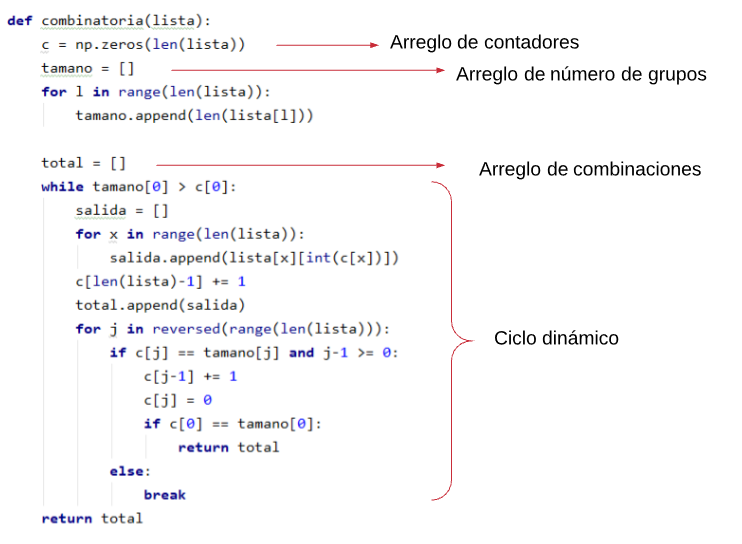 def combinatoria(lista):
    c = np.zeros(len(lista)) Arreglo de contadores
    tamano = [] Arreglo de número de grupos
    for l in range(len(lista)):
        tamano.append(len(lista[l]))
    total = [] Arreglo de combinaciones
    while tamano[0] > c[0]:
        salida = []
        for x in range(len(lista)):
            salida.append(lista[x][int(c[x])])
        c[len(lista)-1] += 1
        total.append(salida)
        for j in reversed(range(len(lista))):
            if c[j] == tamano[j] and j-1 >= 0:
                c[j-1] += 1
                c[j] = 0
                if c[0] == tamano[0]:
                    return total
            else:
                break
    return total
Ciclo dinámico